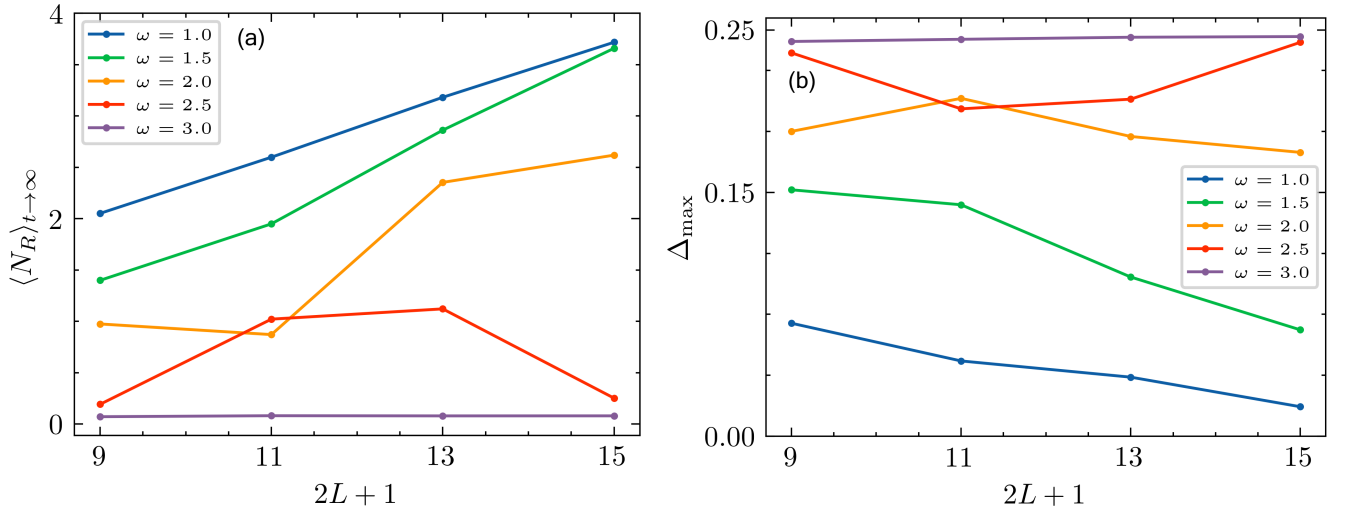 (a)
4
2
0
⟨N_R⟩_{t→∞}
ω = 1.0
ω = 1.5
ω = 2.0
ω = 2.5
ω = 3.0
9 11 13 15
2L + 1
(b)
0.25
0.15
0.00
Δ_max
ω = 1.0
ω = 1.5
ω = 2.0
ω = 2.5
ω = 3.0
9 11 13 15
2L + 1